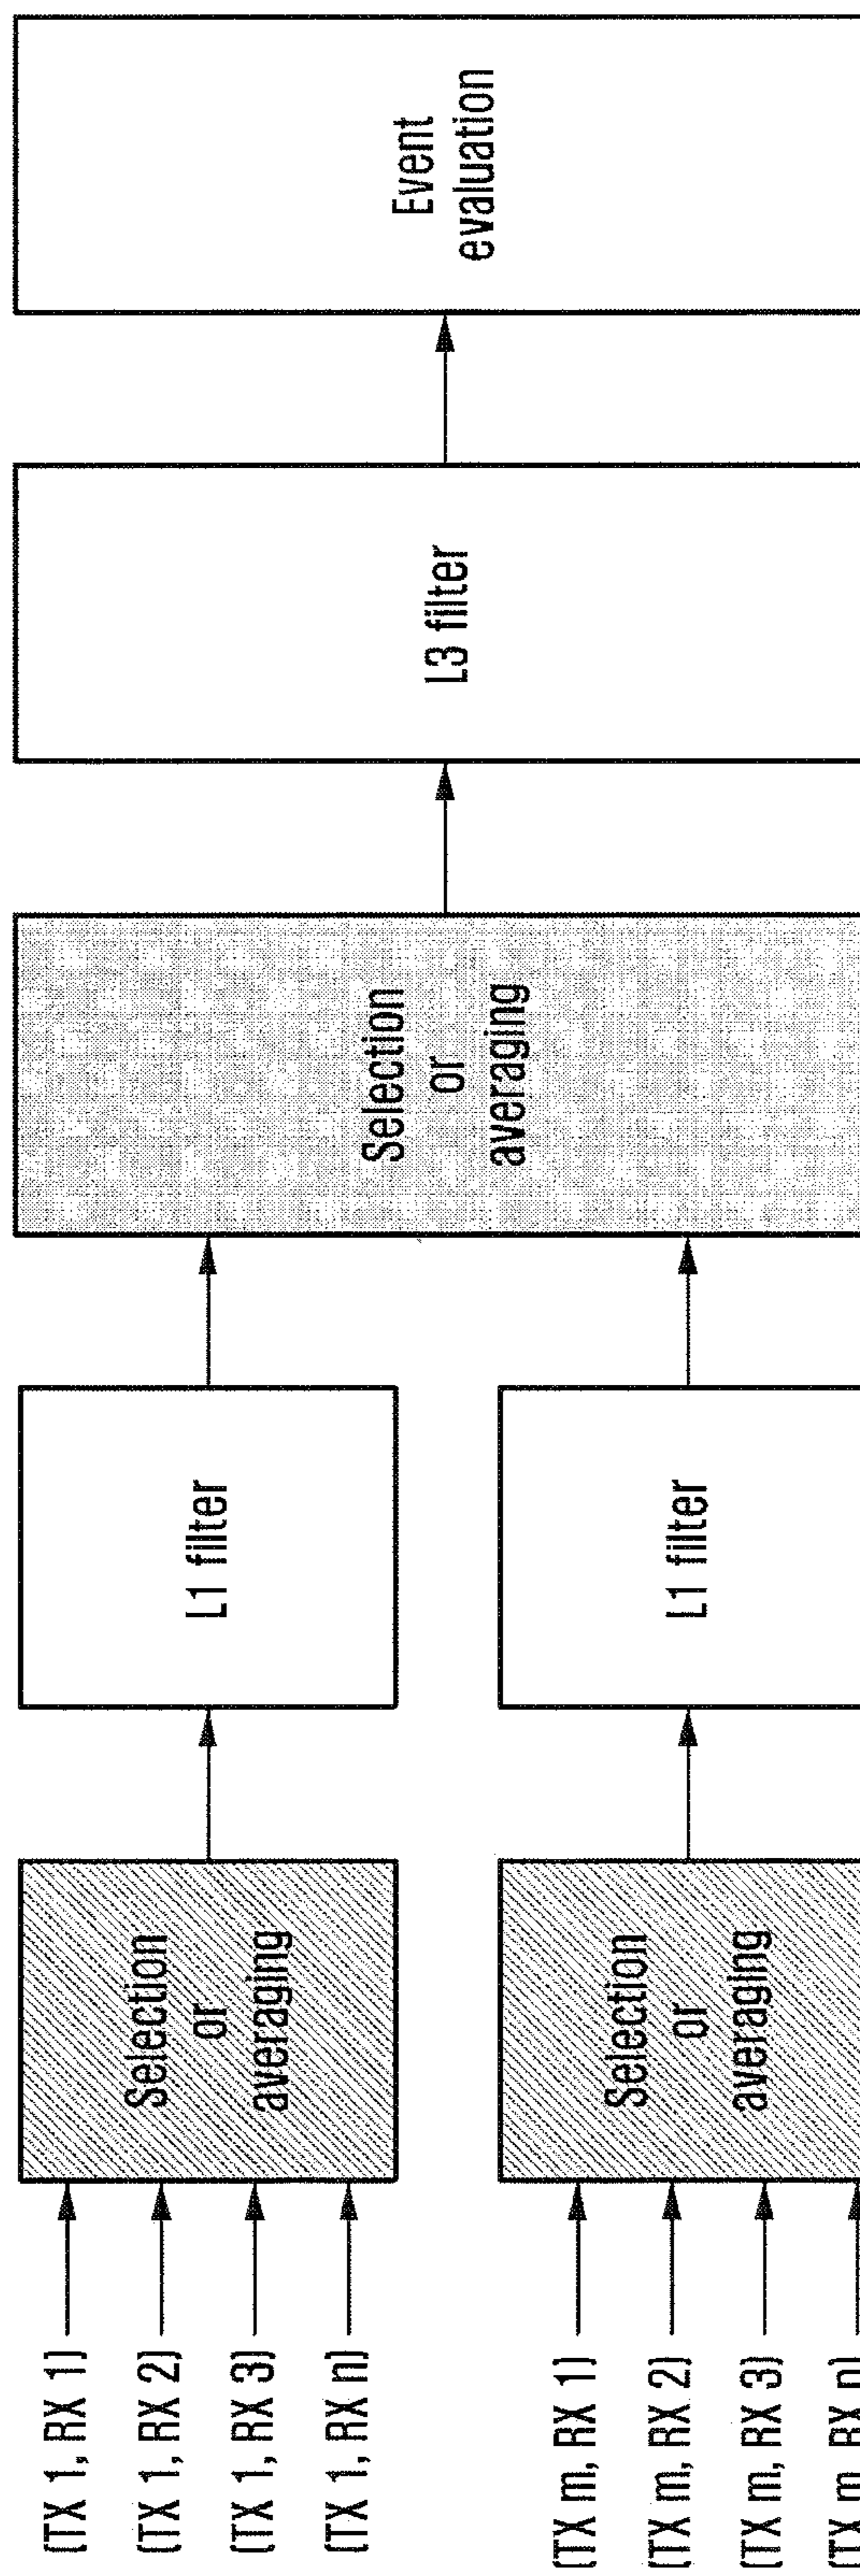 (TX 1, RX 1)
(TX 1, RX 2)
(TX 1, RX 3)
(TX 1, RX n)
Selection
or
averaging
L1 filter
(TX m, RX 1)
(TX m, RX 2)
(TX m, RX 3)
(TX m, RX n)
Selection
or
averaging
L1 filter
Selection
or
averaging
L3 filter
Event
evaluation